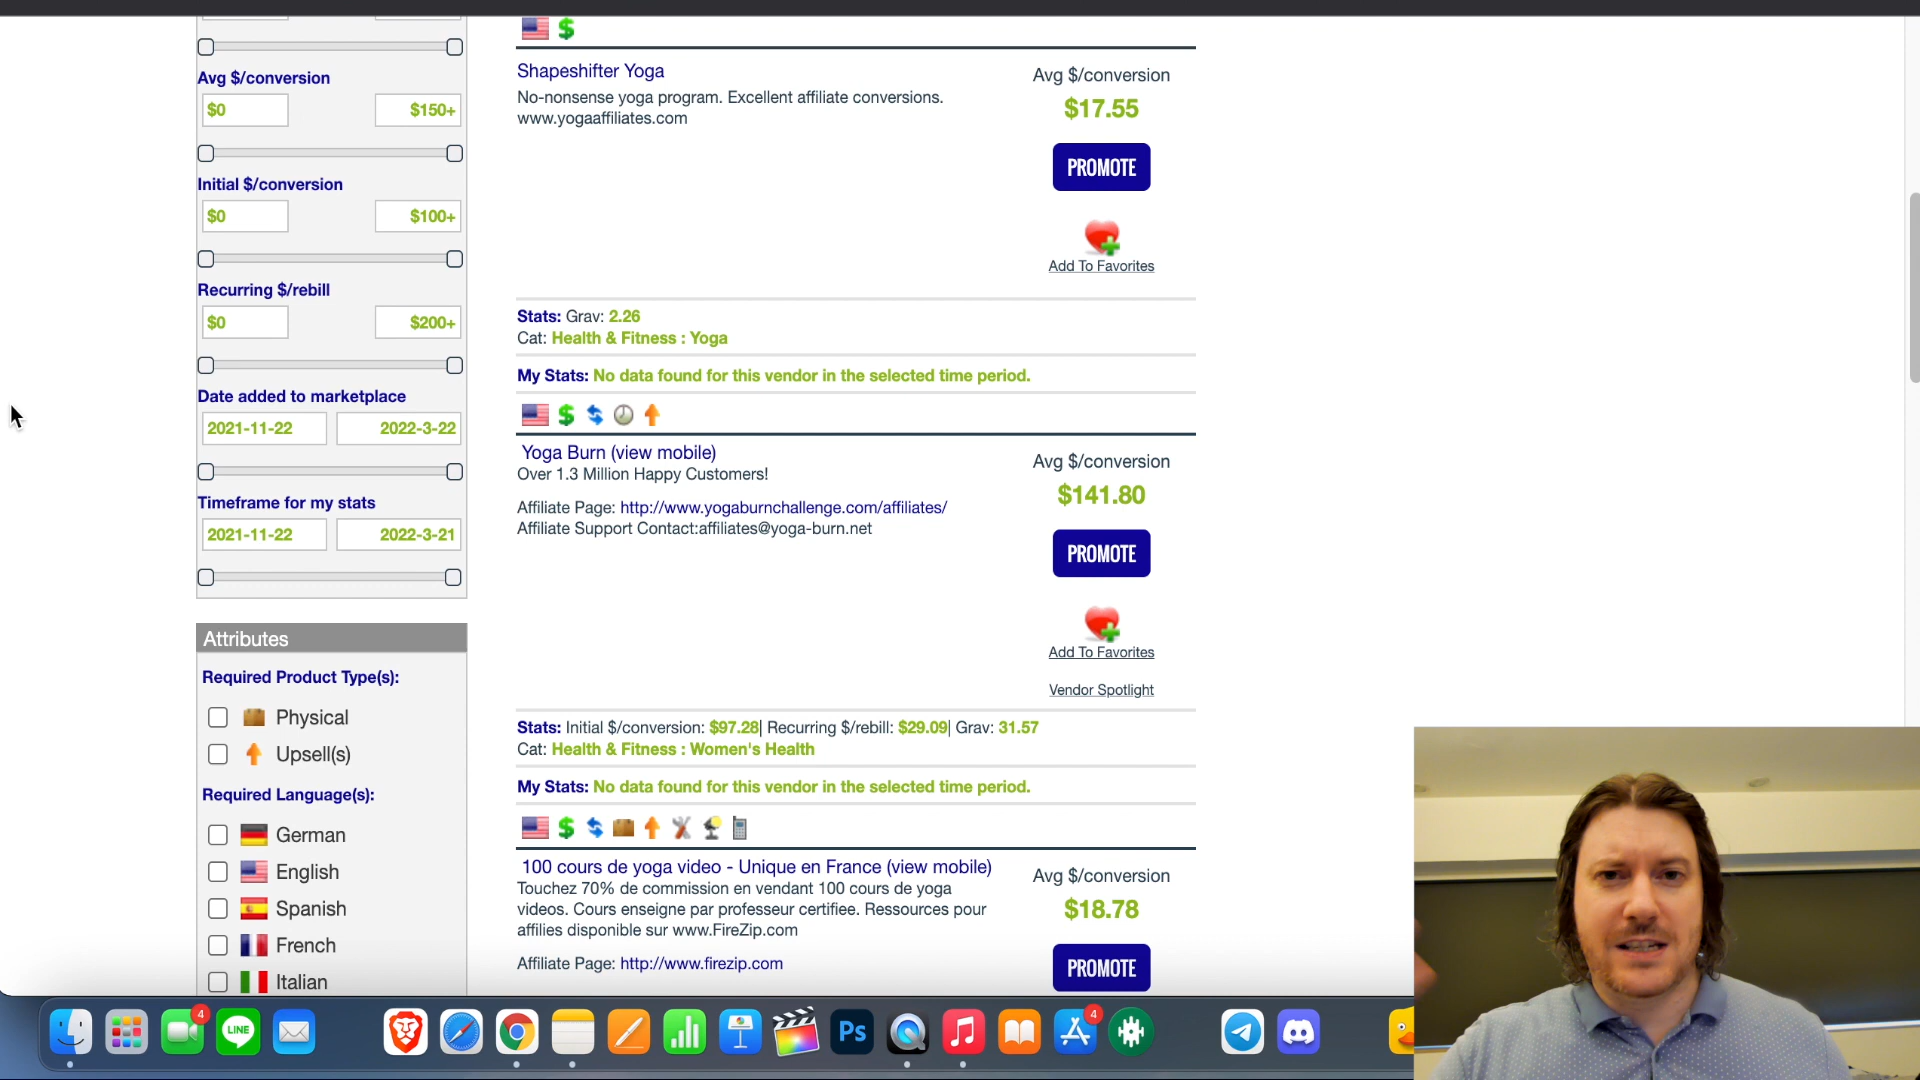 Avg $/conversion
$0 $150+
Initial $/conversion
$0 $100+
Recurring $/rebill
$0 $200+
Date added to marketplace
2021-11-22 2022-3-22
Timeframe for my stats
2021-11-22 2022-3-21
Attributes
Required Product Type(s):
Physical
Upsell(s)
Required Language(s):
German
English
Spanish
French
Italian
Shapeshifter Yoga
No-nonsense yoga program. Excellent affiliate conversions.
www.yogaaffiliates.com
Avg $/conversion
$17.55
PROMOTE
Add To Favorites
Stats: Grav: 2.26
Cat: Health & Fitness : Yoga
My Stats: No data found for this vendor in the selected time period.
Yoga Burn (view mobile)
Over 1.3 Million Happy Customers!
Affiliate Page: http://www.yogaburnchallenge.com/affiliates/
Affiliate Support Contact:affiliates@yoga-burn.net
Avg $/conversion
$141.80
PROMOTE
Add To Favorites
Vendor Spotlight
Stats: Initial $/conversion: $97.28| Recurring $/rebill: $29.09| Grav: 31.57
Cat: Health & Fitness : Women's Health
My Stats: No data found for this vendor in the selected time period.
100 cours de yoga video - Unique en France (view mobile)
Touchez 70% de commission en vendant 100 cours de yoga
videos. Cours enseigne par professeur certifiee. Ressources pour
affilies disponible sur www.FireZip.com
Affiliate Page: http://www.firezip.com
Avg $/conversion
$18.78
PROMOTE
4
LINE
Ps
4